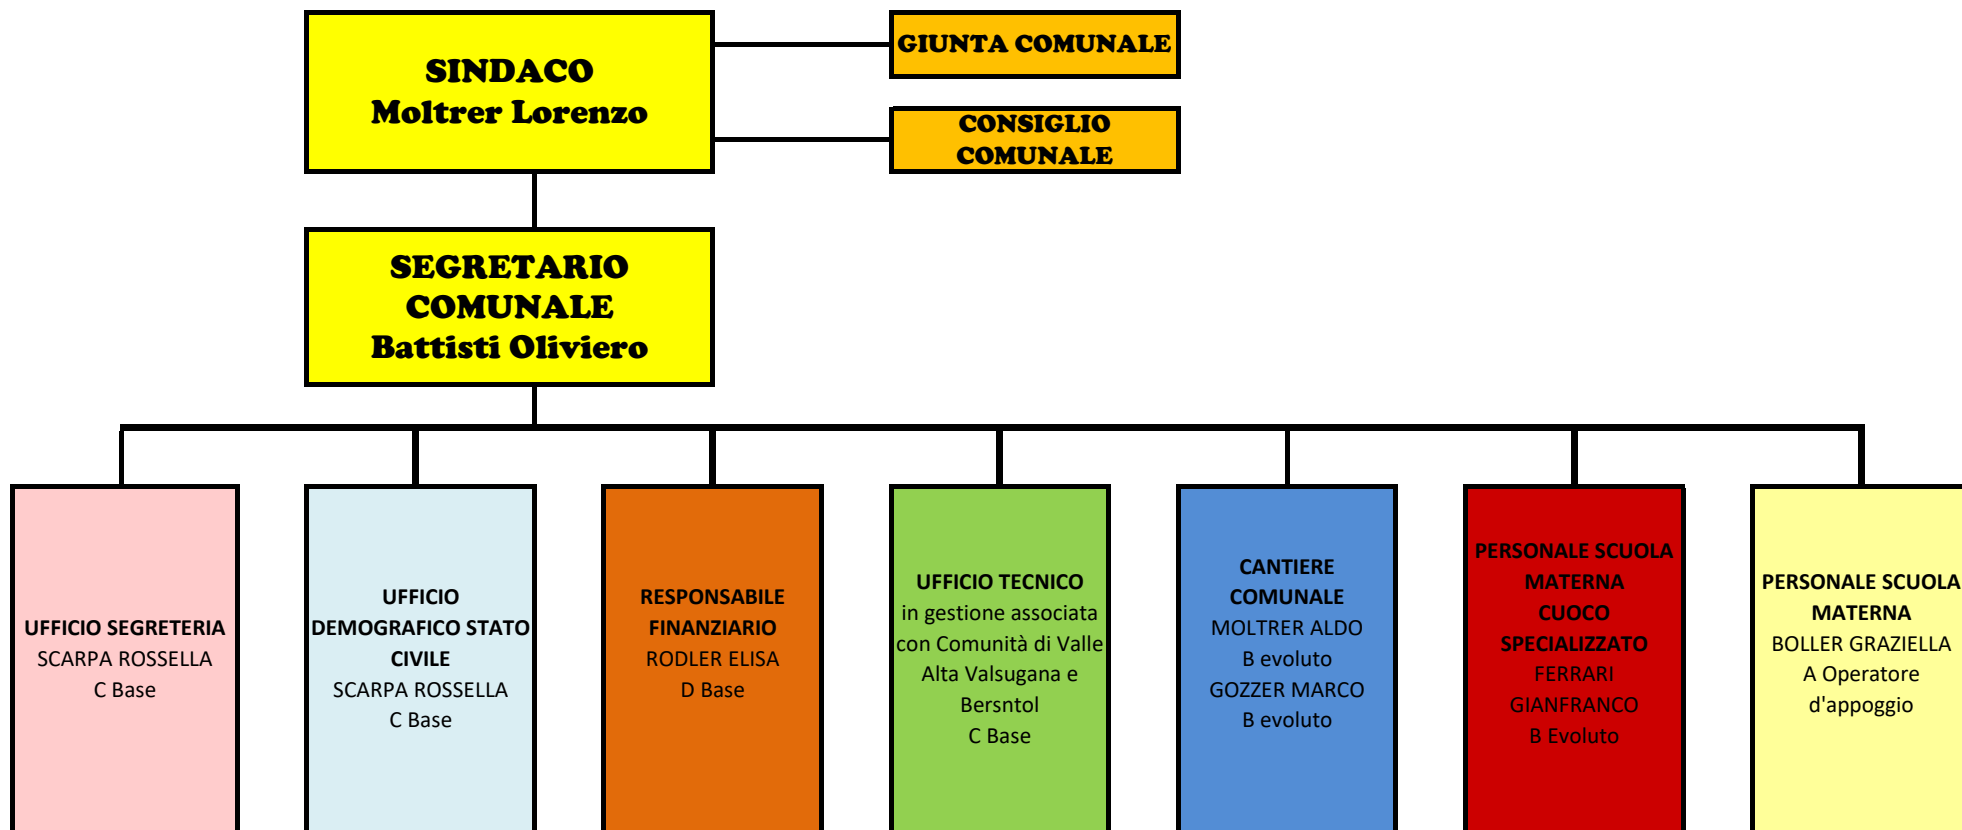 SINDACO
Moltrer Lorenzo
GIUNTA COMUNALE
CONSIGLIO
COMUNALE
SEGRETARIO
COMUNALE
Battisti Oliviero
UFFICIO SEGRETERIA
SCARPA ROSSELLA
C Base
UFFICIO
DEMOGRAFICO STATO
CIVILE
SCARPA ROSSELLA
C Base
RESPONSABILE
FINANZIARIO
RODLER ELISA
D Base
UFFICIO TECNICO
in gestione associata
con Comunità di Valle
Alta Valsugana e
Bersntol
C Base
CANTIERE
COMUNALE
MOLTRER ALDO
B evoluto
GOZZER MARCO
B evoluto
PERSONALE SCUOLA
MATERNA
CUOCO
SPECIALIZZATO
FERRARI
GIANFRANCO
B Evoluto
PERSONALE SCUOLA
MATERNA
BOLLER GRAZIELLA
A Operatore
d'appoggio